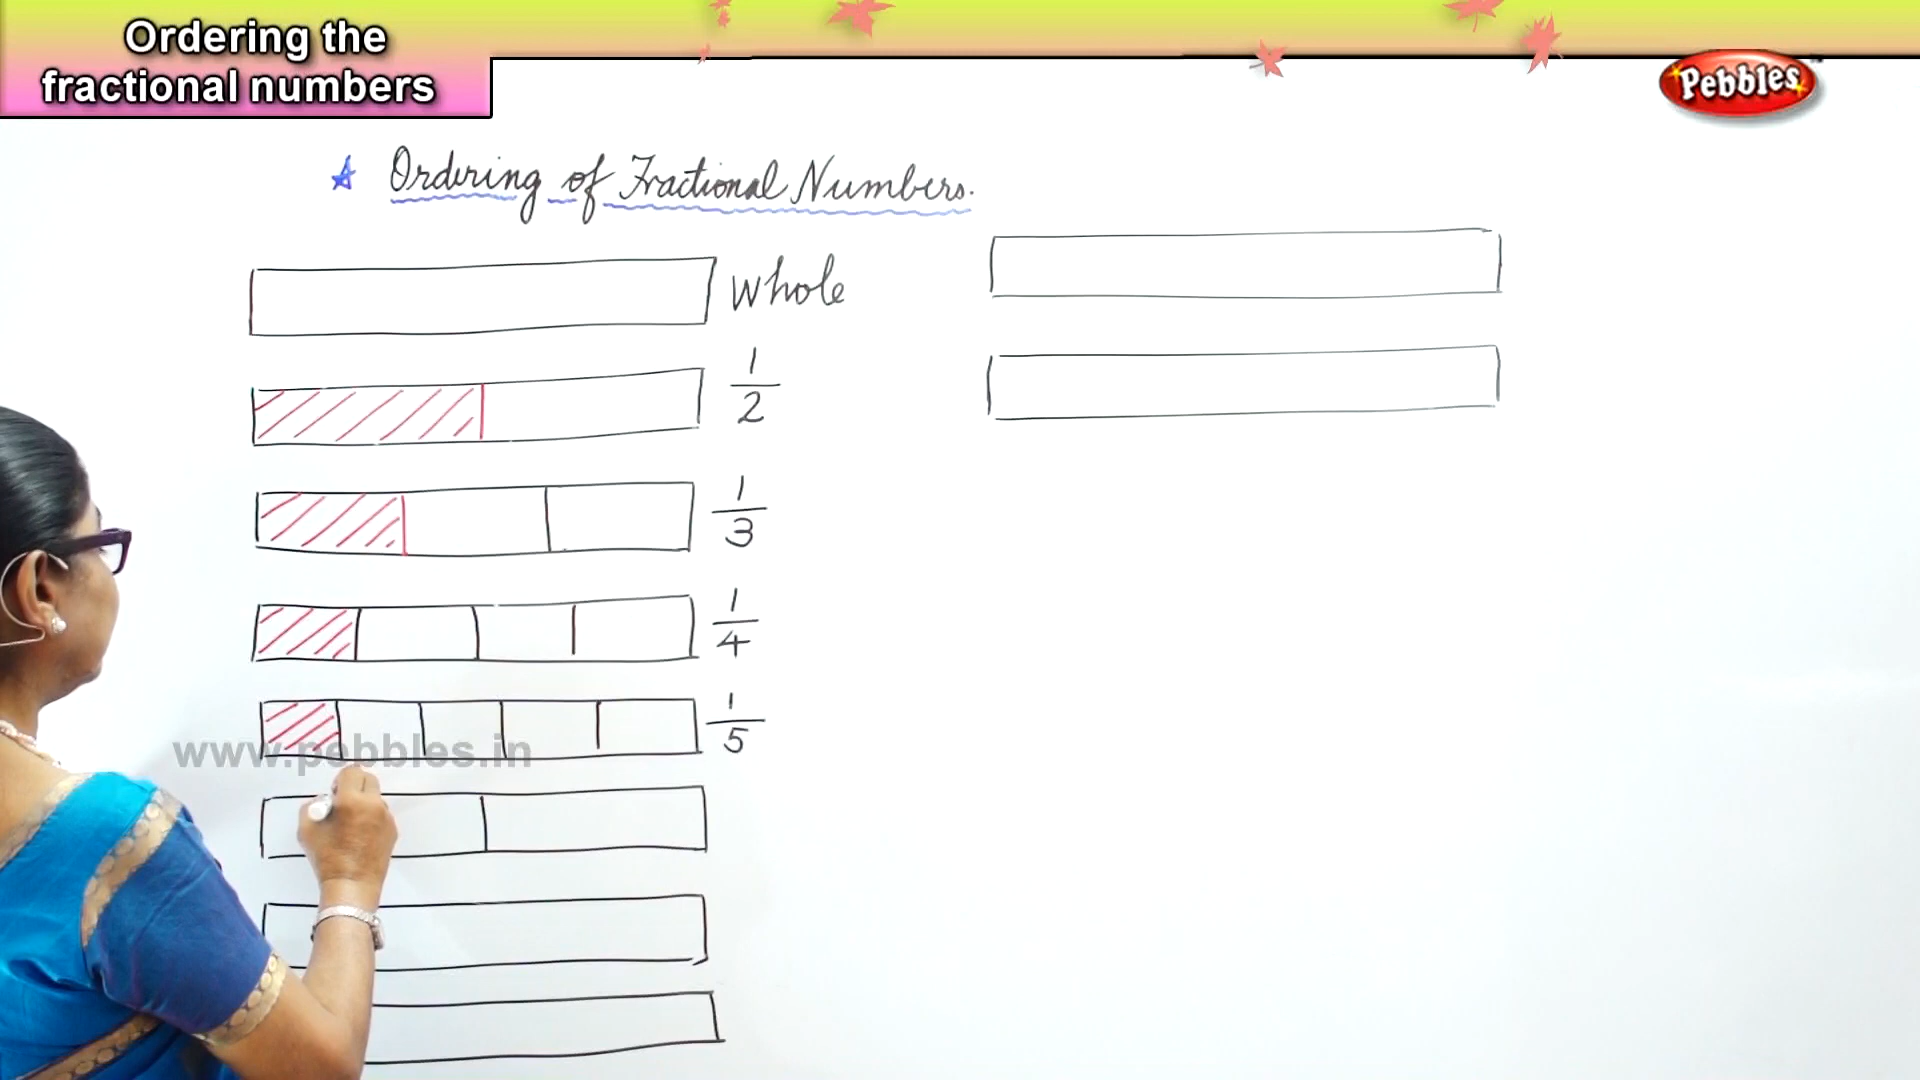 Ordering the
fractional numbers
Pebbles
Ordering of Fractional Numbers.
Whole
1
2
1
3
1
4
1
5
www.pebbles.in